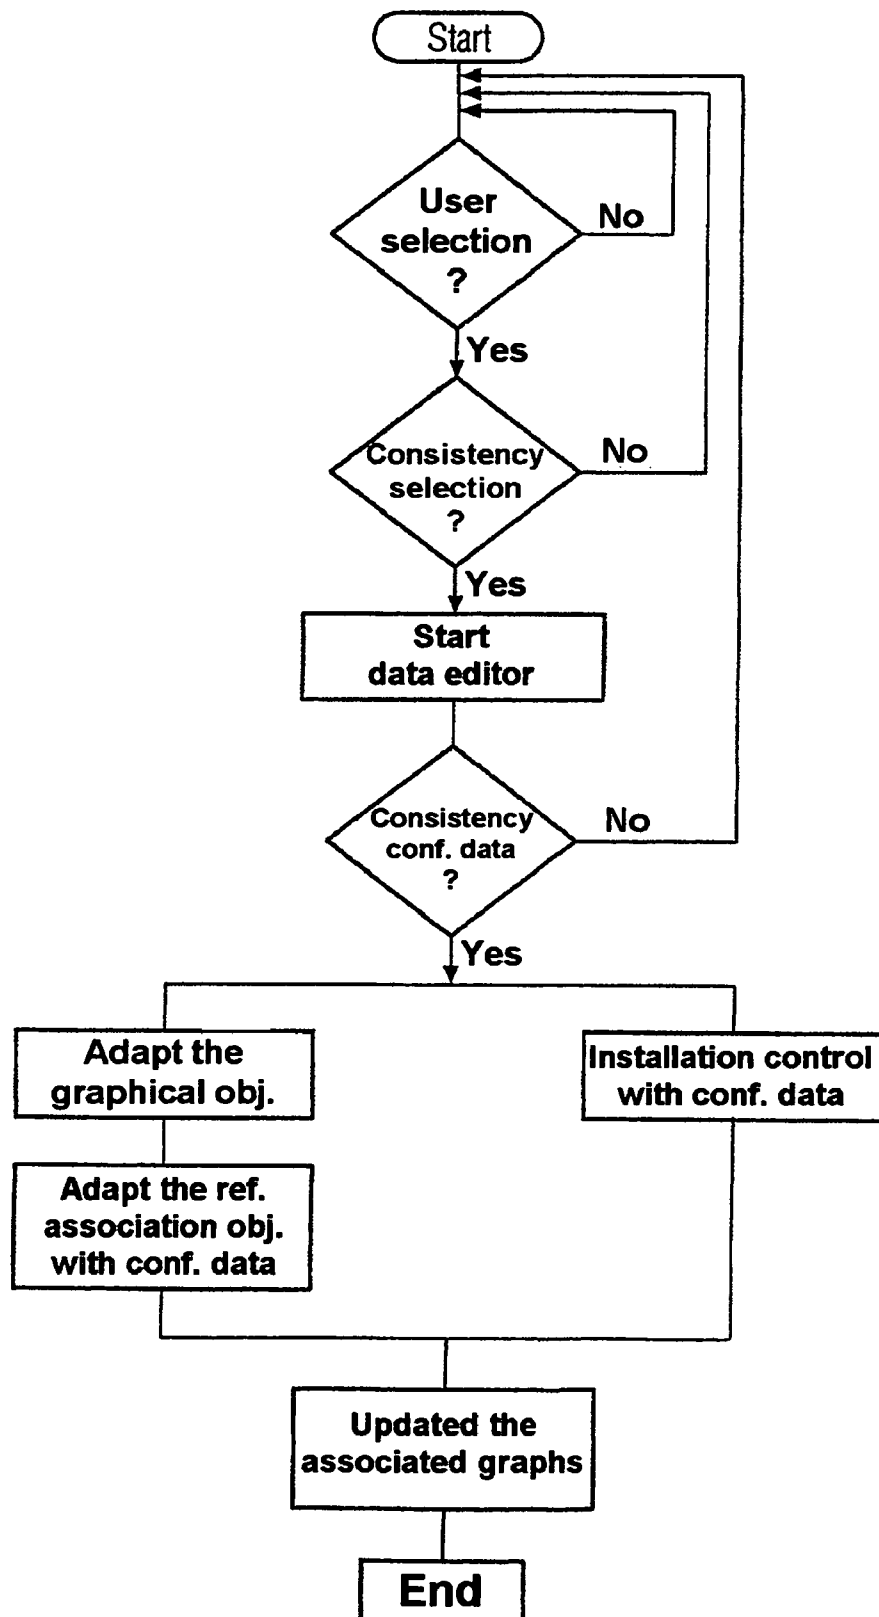 Start
User
selection
?
No
Yes
Consistency
selection
?
No
Yes
Start
data editor
Consistency
conf. data
?
No
Yes
Adapt the
graphical obj.
Installation control
with conf. data
Adapt the ref.
association obj.
with conf. data
Updated the
associated graphs
End